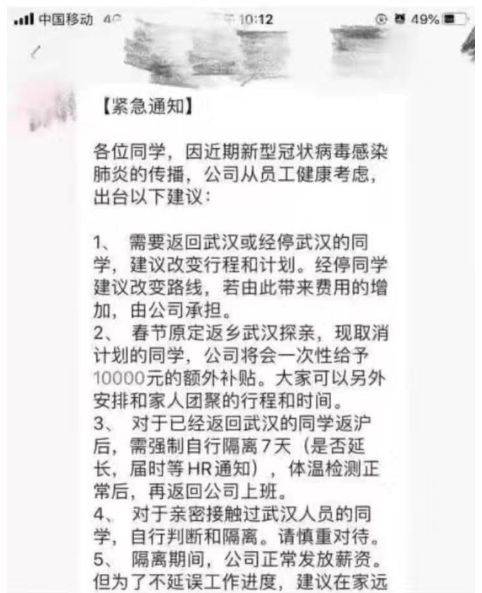 中国移动 4G 10:12 49%
【紧急通知】
各位同学，因近期新型冠状病毒感染
肺炎的传播，公司从员工健康考虑，
出台以下建议：
1、 需要返回武汉或经停武汉的同
学，建议改变行程和计划。经停同学
建议改变路线，若由此带来费用的增
加，由公司承担。
2、 春节原定返乡武汉探亲，现取消
计划的同学，公司将会一次性给予
10000元的额外补贴。大家可以另外
安排和家人团聚的行程和时间。
3、 对于已经返回武汉的同学返沪
后，需强制自行隔离7天（是否延
长，届时等HR通知），体温检测正
常后，再返回公司上班。
4、 对于亲密接触过武汉人员的同
学，自行判断和隔离。请慎重对待。
5、 隔离期间，公司正常发放薪资。
但为了不延误工作进度，建议在家远